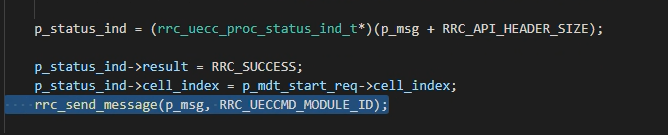 p_status_ind = (rrc_uecc_proc_status_ind_t*)(p_msg + RRC_API_HEADER_SIZE);
p_status_ind->result = RRC_SUCCESS;
p_status_ind->cell_index = p_mdt_start_req->cell_index;
rrc_send_message(p_msg, RRC_UECCMD_MODULE_ID);